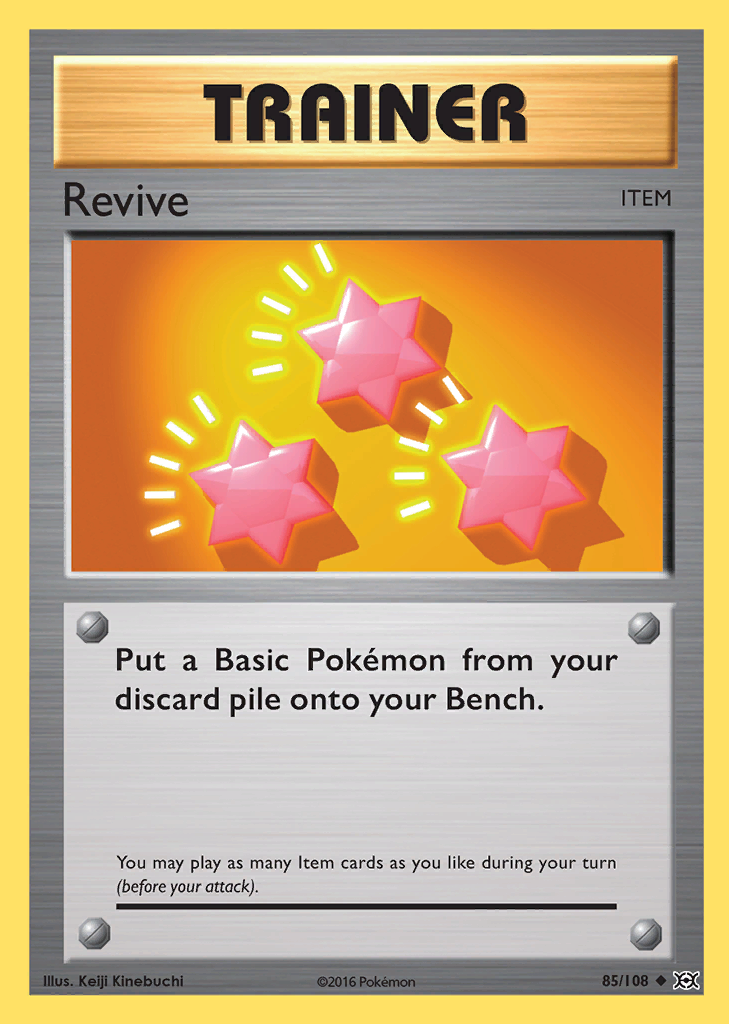 TRAINER
Revive
ITEM
Put a Basic Pokémon from your
discard pile onto your Bench.
You may play as many Item cards as you like during your turn
(before your attack).
Illus. Keiji Kinebuchi
©2016 Pokémon
85/108